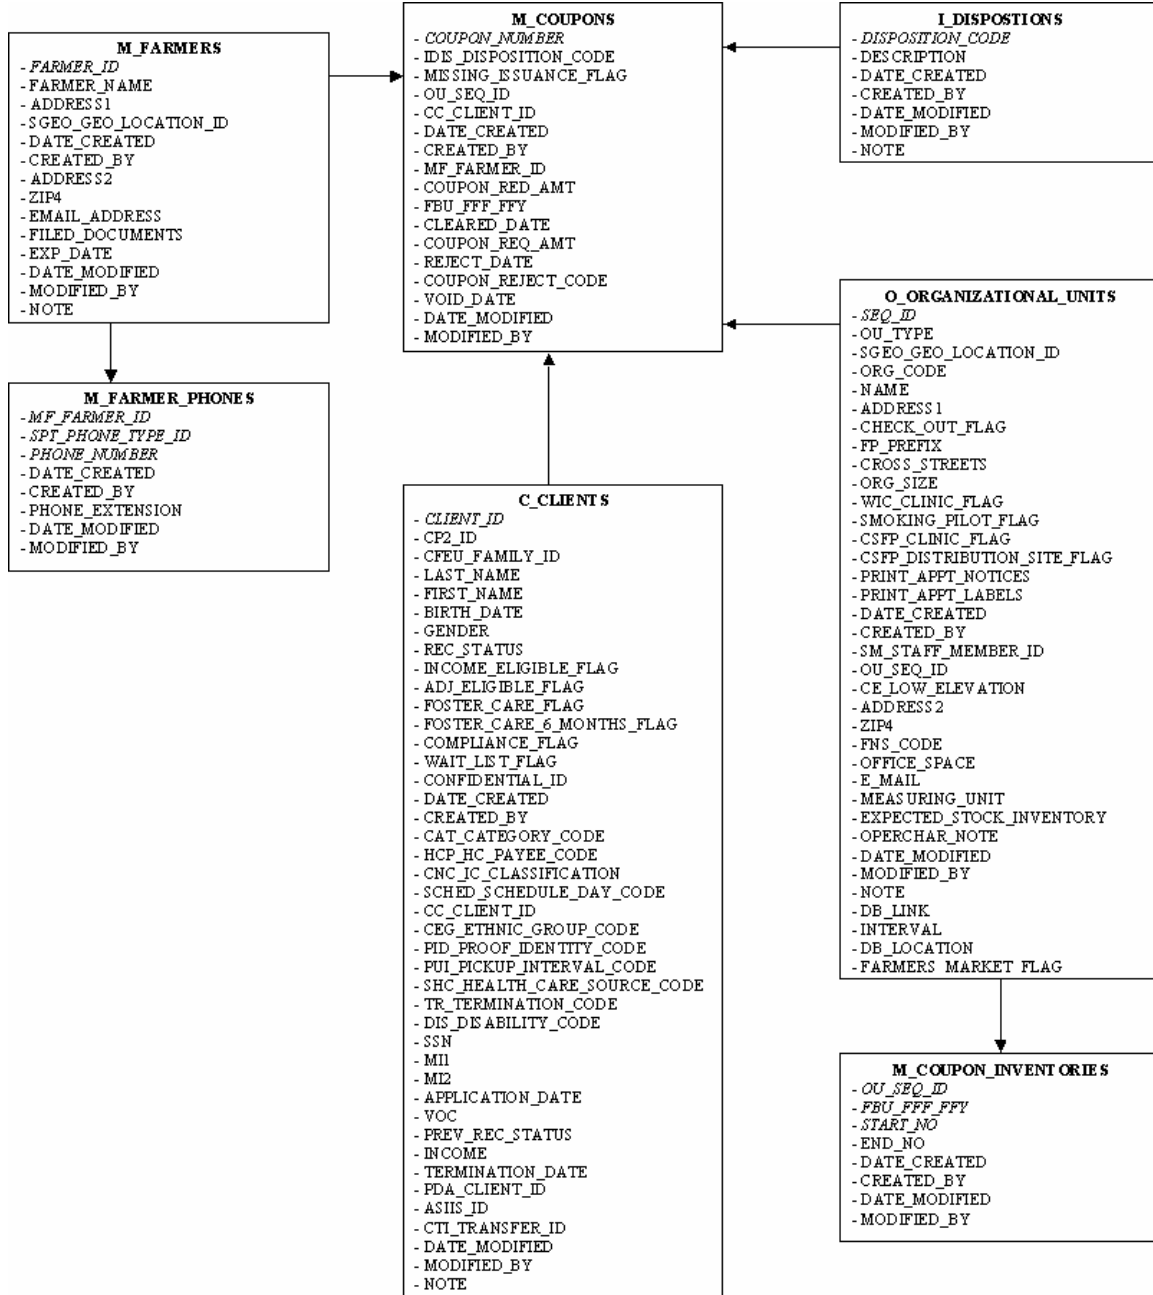 M_FARMERS
- FARMER_ID
- FARMER_NAME
- ADDRESS1
- SGEO_GEO_LOCATION_ID
- DATE_CREATED
- CREATED_BY
- ADDRESS2
- ZIP4
- EMAIL_ADDRESS
- FILED_DOCUMENTS
- EXP_DATE
- DATE_MODIFIED
- MODIFIED_BY
- NOTE
M_FARMER_PHONES
- MF_FARMER_ID
- SPT_PHONE_TYPE_ID
- PHONE_NUMBER
- DATE_CREATED
- CREATED_BY
- PHONE_EXTENSION
- DATE_MODIFIED
- MODIFIED_BY
M_COUPONS
- COUPON_NUMBER
- IDIS_DISPOSITION_CODE
- MISSING_ISSUANCE_FLAG
- OU_SEQ_ID
- CC_CLIENT_ID
- DATE_CREATED
- CREATED_BY
- MF_FARMER_ID
- COUPON_RED_AMT
- FBU_FFF_FFY
- CLEARED_DATE
- COUPON_REQ_AMT
- REJECT_DATE
- COUPON_REJECT_CODE
- VOID_DATE
- DATE_MODIFIED
- MODIFIED_BY
C_CLIENTS
- CLIENT_ID
- CP2_ID
- CFEU_FAMILY_ID
- LAST_NAME
- FIRST_NAME
- BIRTH_DATE
- GENDER
- REC_STATUS
- INCOME_ELIGIBLE_FLAG
- ADJ_ELIGIBLE_FLAG
- FOSTER_CARE_FLAG
- FOSTER_CARE_6_MONTHS_FLAG
- COMPLIANCE_FLAG
- WAIT_LIST_FLAG
- CONFIDENTIAL_ID
- DATE_CREATED
- CREATED_BY
- CAT_CATEGORY_CODE
- HCP_HC_PAYEE_CODE
- CNC_IC_CLASSIFICATION
- SCHED_SCHEDULE_DAY_CODE
- CC_CLIENT_ID
- CEG_ETHNIC_GROUP_CODE
- PID_PROOF_IDENTITY_CODE
- PUI_PICKUP_INTERVAL_CODE
- SHC_HEALTH_CARE_SOURCE_CODE
- TR_TERMINATION_CODE
- DIS_DISABILITY_CODE
- SSN
- MI1
- MI2
- APPLICATION_DATE
- VOC
- PREV_REC_STATUS
- INCOME
- TERMINATION_DATE
- PDA_CLIENT_ID
- ASIIS_ID
- CTI_TRANSFER_ID
- DATE_MODIFIED
- MODIFIED_BY
- NOTE
I_DISPOSTIONS
- DISPOSITION_CODE
- DESCRIPTION
- DATE_CREATED
- CREATED_BY
- DATE_MODIFIED
- MODIFIED_BY
- NOTE
O_ORGANIZATIONAL_UNITS
- SEQ_ID
- OU_TYPE
- SGEO_GEO_LOCATION_ID
- ORG_CODE
- NAME
- ADDRESS1
- CHECK_OUT_FLAG
- FP_PREFIX
- CROSS_STREETS
- ORG_SIZE
- WIC_CLINIC_FLAG
- SMOKING_PILOT_FLAG
- CSFP_CLINIC_FLAG
- CSFP_DISTRIBUTION_SITE_FLAG
- PRINT_APPT_NOTICES
- PRINT_APPT_LABELS
- DATE_CREATED
- CREATED_BY
- SM_STAFF_MEMBER_ID
- OU_SEQ_ID
- CE_LOW_ELEVATION
- ADDRESS2
- ZIP4
- FNS_CODE
- OFFICE_SPACE
- E_MAIL
- MEASURING_UNIT
- EXPECTED_STOCK_INVENTORY
- OPERCHAR_NOTE
- DATE_MODIFIED
- MODIFIED_BY
- NOTE
- DB_LINK
- INTERVAL
- DB_LOCATION
- FARMERS_MARKET_FLAG
M_COUPON_INVENTORIES
- OU_SEQ_ID
- FBU_FFF_FFY
- START_NO
- END_NO
- DATE_CREATED
- CREATED_BY
- DATE_MODIFIED
- MODIFIED_BY